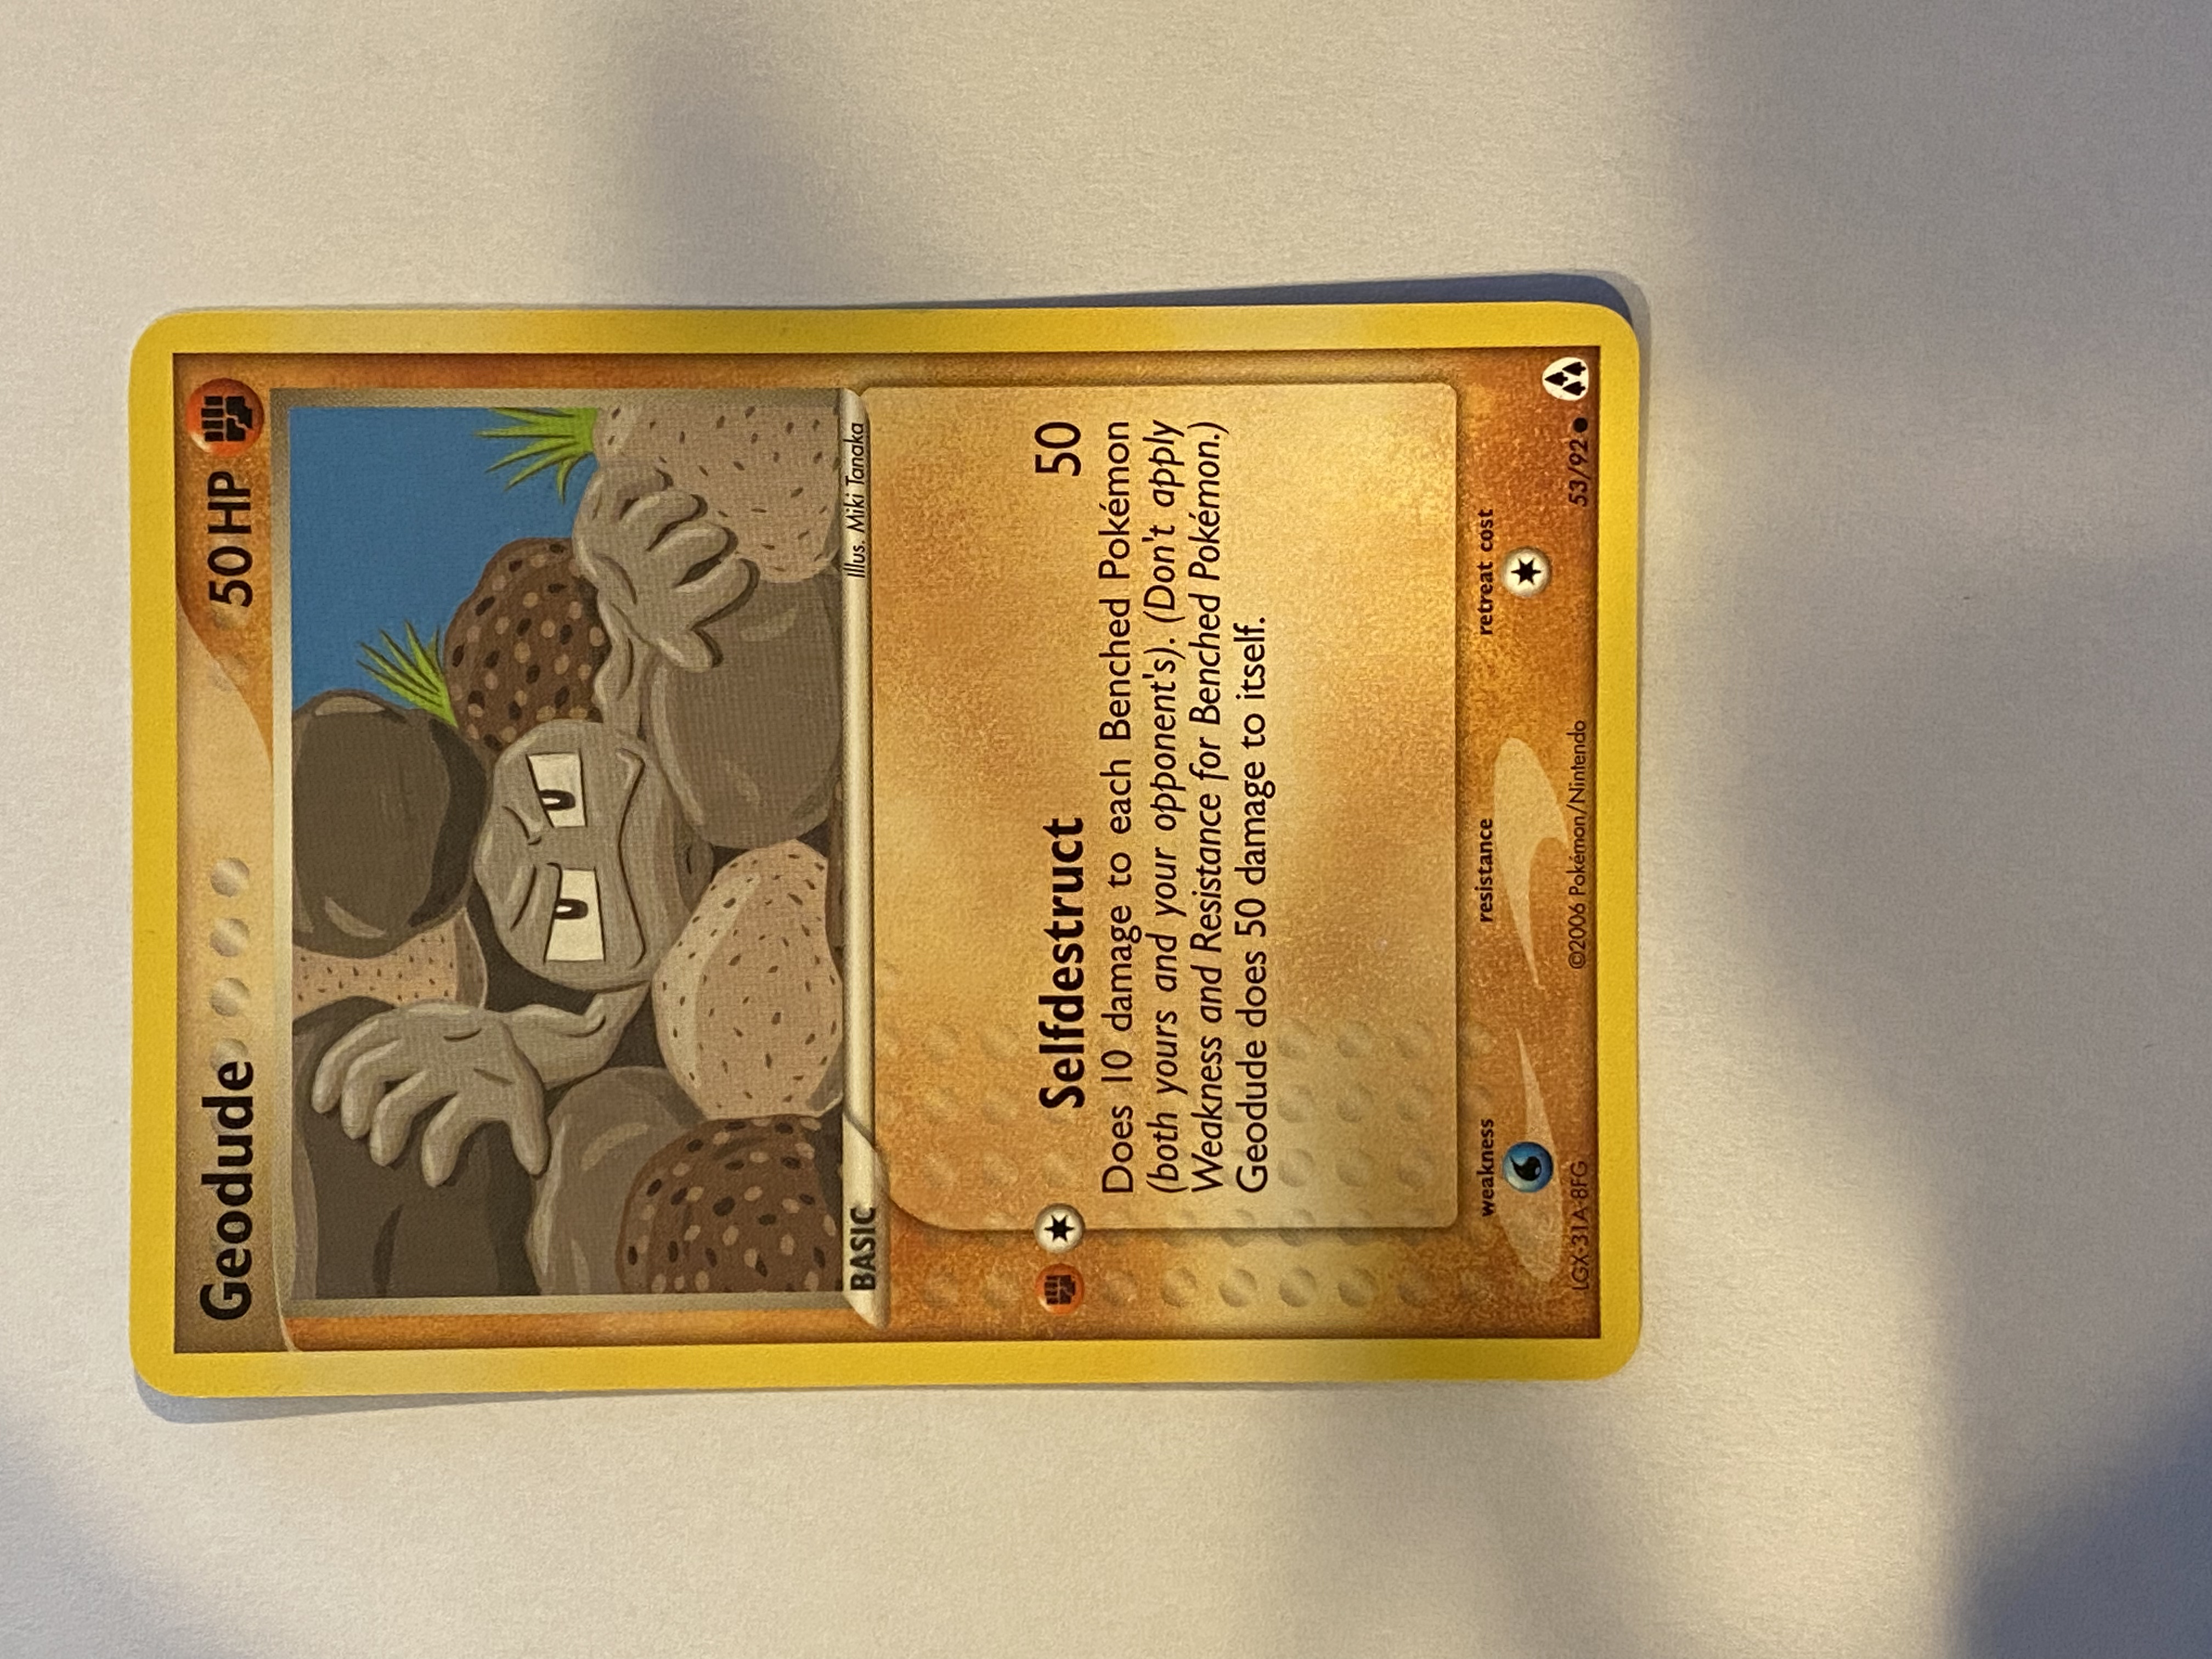 Geodude 50 HP
BASIC Illus. Miki Tanaka
Selfdestruct 50
Does 10 damage to each Benched Pokémon
(both yours and your opponent's). (Don't apply
Weakness and Resistance for Benched Pokémon.)
Geodude does 50 damage to itself.
weakness resistance retreat cost
LGX-31A-8FG ©2006 Pokémon/Nintendo 53/92